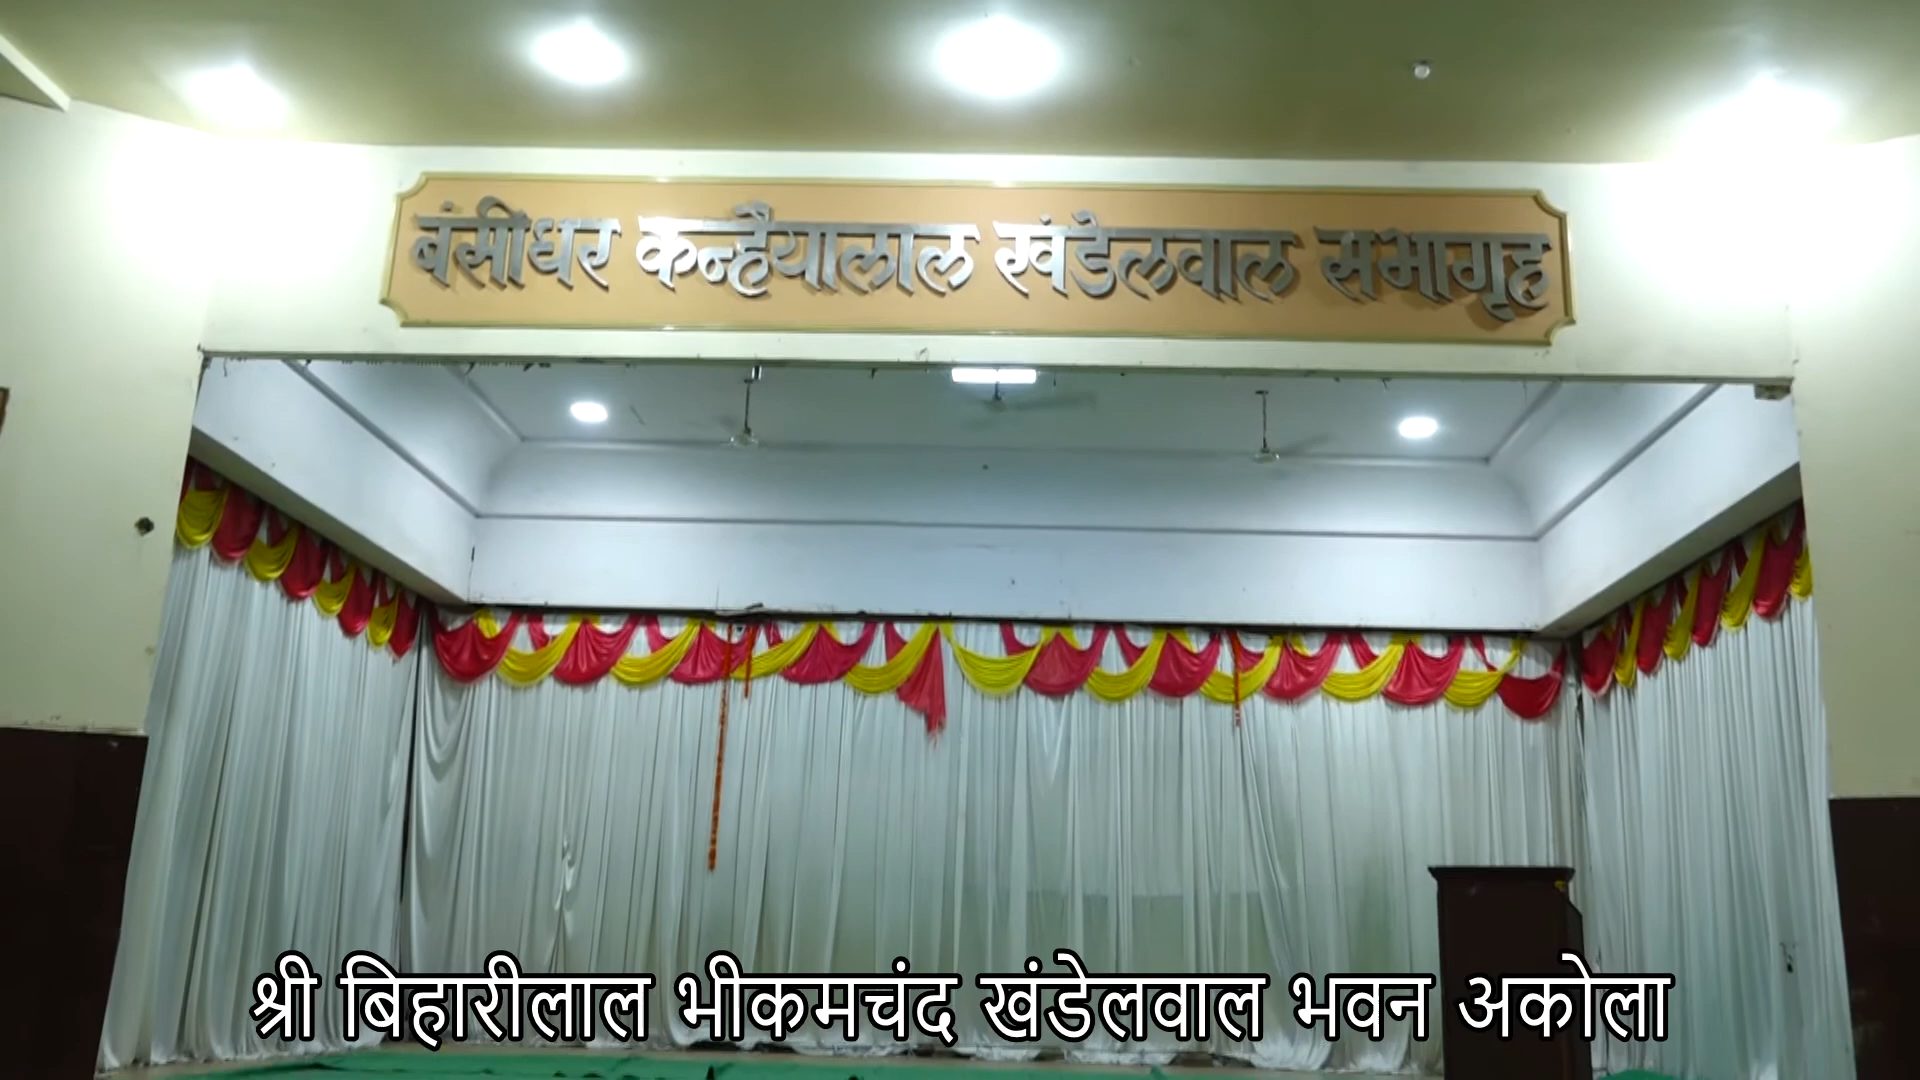 बंसीधर कन्हैयालाल खंडेलवाल सभागृह
श्री बिहारीलाल भीकमचंद खंडेलवाल भवन अकोला